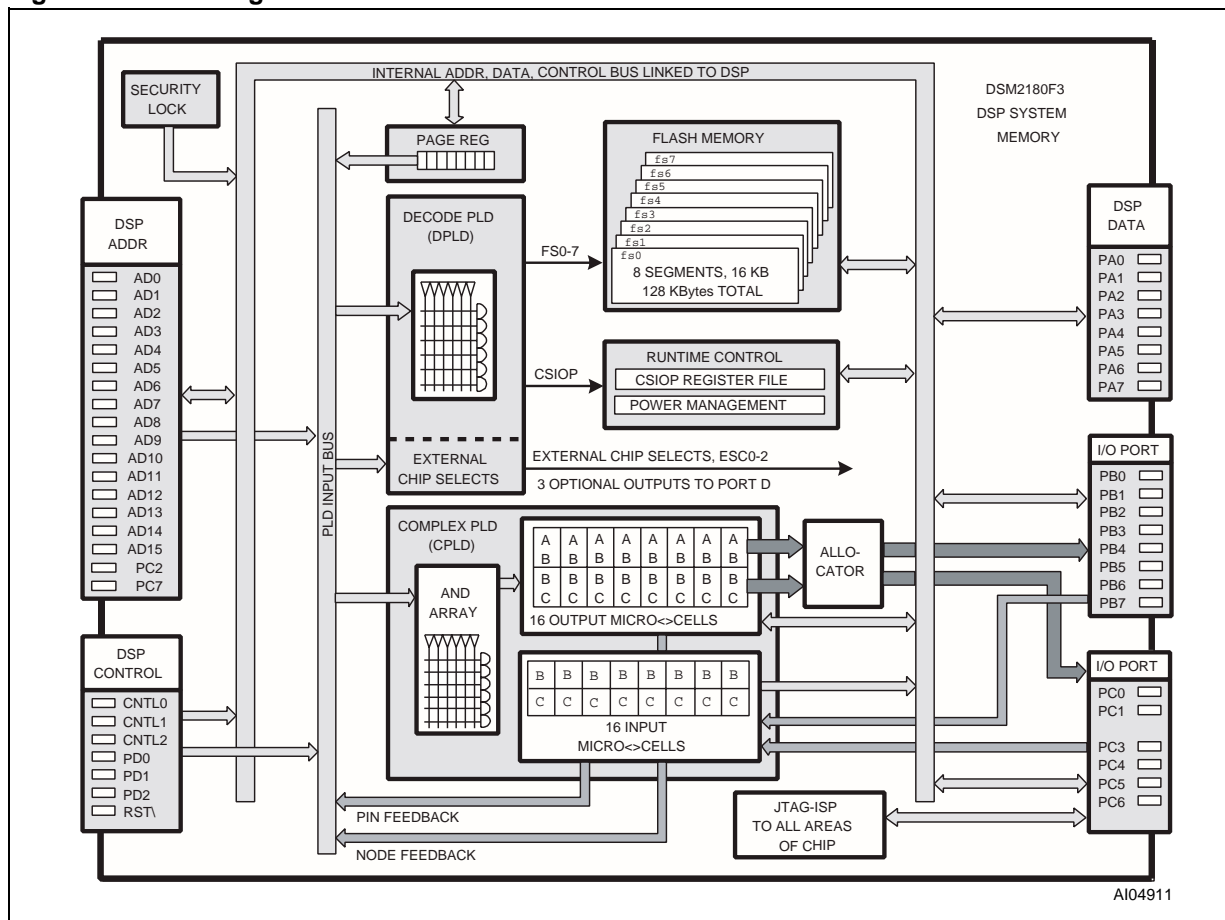 INTERNAL ADDR, DATA, CONTROL BUS LINKED TO DSP
SECURITY
LOCK
DSM2180F3
DSP SYSTEM
MEMORY
PAGE REG
FLASH MEMORY
fs7
fs6
fs5
fs4
fs3
fs2
fs1
fs0
8 SEGMENTS, 16 KB
128 KBytes TOTAL
DSP
ADDR
AD0
AD1
AD2
AD3
AD4
AD5
AD6
AD7
AD8
AD9
AD10
AD11
AD12
AD13
AD14
AD15
PC2
PC7
DECODE PLD
(DPLD)
FS0-7
CSIOP
RUNTIME CONTROL
CSIOP REGISTER FILE
POWER MANAGEMENT
EXTERNAL
CHIP SELECTS
EXTERNAL CHIP SELECTS, ESC0-2
3 OPTIONAL OUTPUTS TO PORT D
PLD INPUT BUS
DSP
DATA
PA0
PA1
PA2
PA3
PA4
PA5
PA6
PA7
I/O PORT
PB0
PB1
PB2
PB3
PB4
PB5
PB6
PB7
COMPLEX PLD
(CPLD)
AND
ARRAY
A A A A A A A A
B B B B B B B B
B B B B B B B B
C C C C C C C C
16 OUTPUT MICRO<>CELLS
ALLO-
CATOR
B B B B B B B B
C C C C C C C C
16 INPUT
MICRO<>CELLS
DSP
CONTROL
CNTL0
CNTL1
CNTL2
PD0
PD1
PD2
RST\
I/O PORT
PC0
PC1
PC3
PC4
PC5
PC6
PIN FEEDBACK
NODE FEEDBACK
JTAG-ISP
TO ALL AREAS
OF CHIP
AI04911